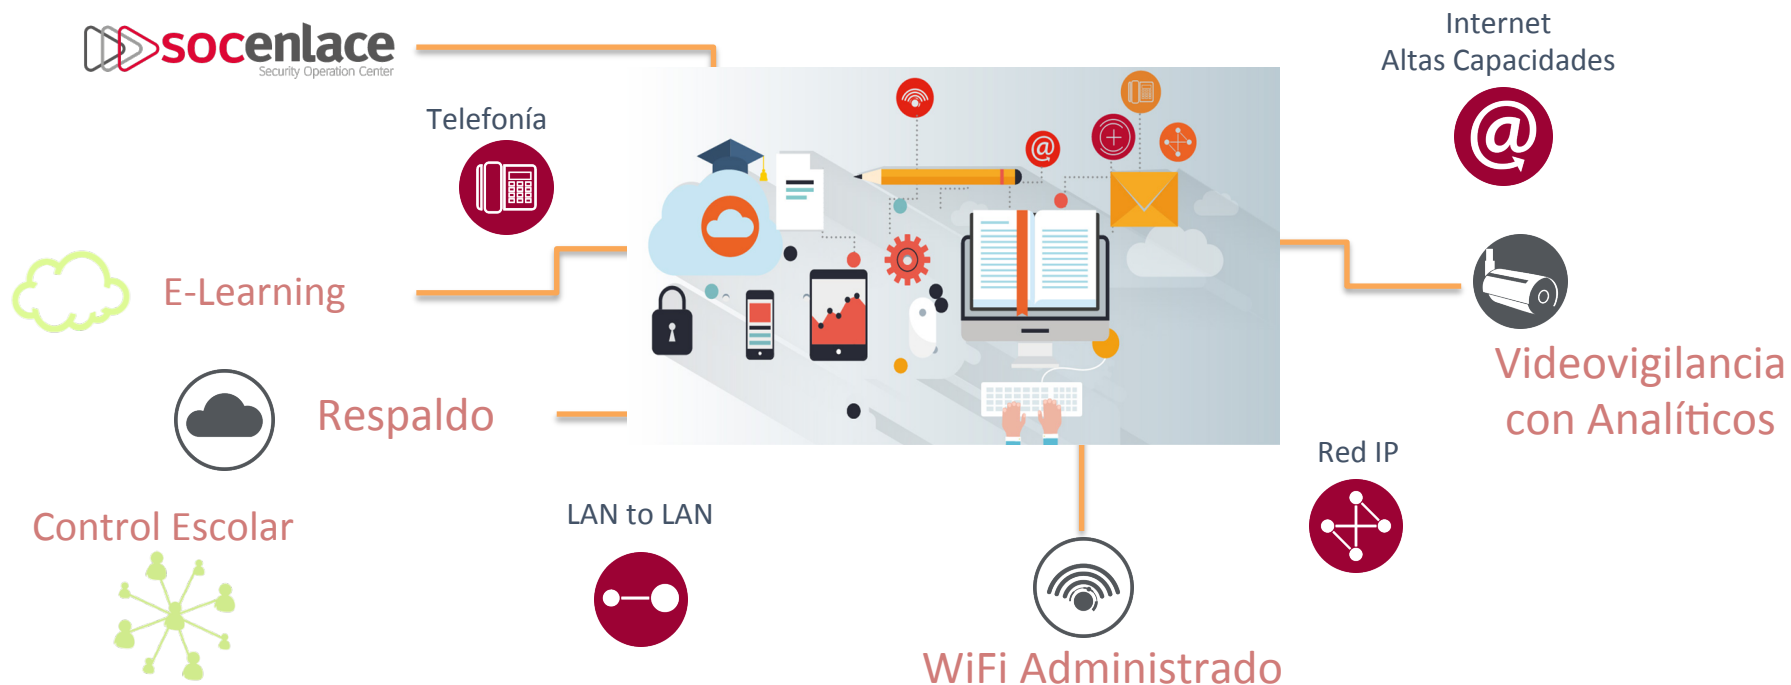 socenlace
Security Operation Center
Internet
Altas Capacidades
Telefonía
E-Learning
Videovigilancia
con Analíticos
Respaldo
Red IP
LAN to LAN
Control Escolar
WiFi Administrado